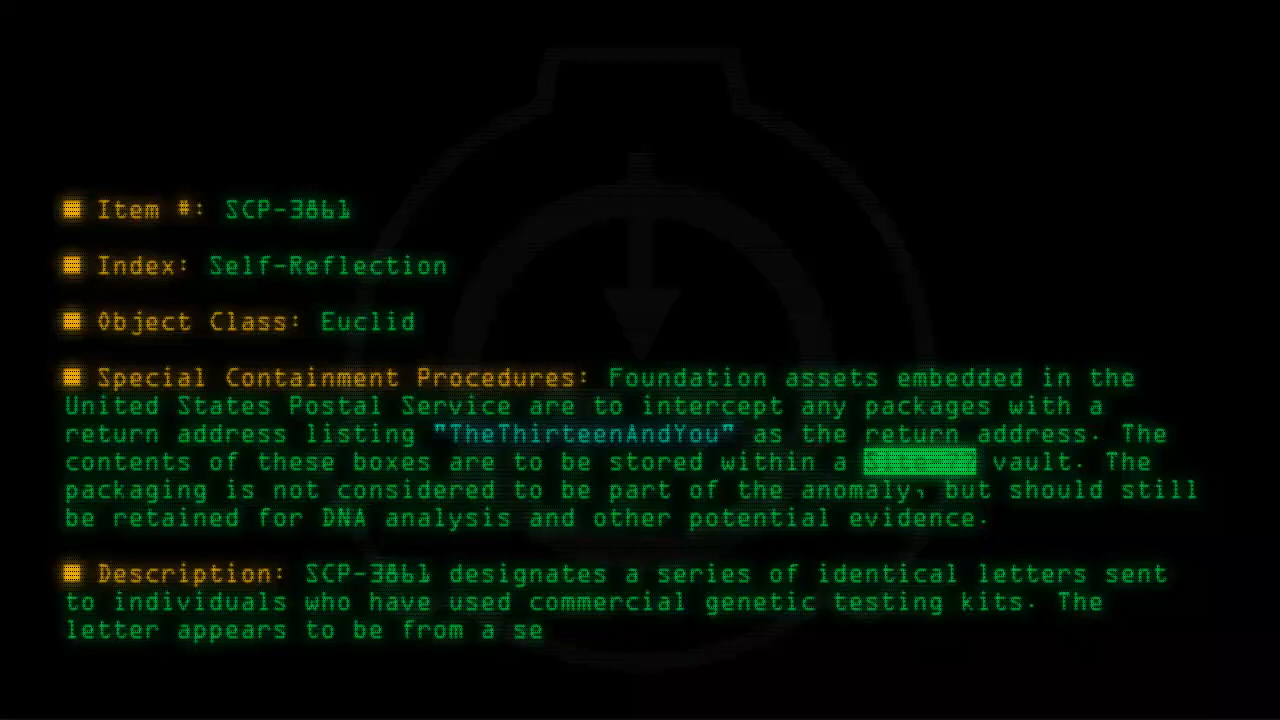 Item #: SCP-3861
Index: Self-Reflection
Object Class: Euclid
Special Containment Procedures: Foundation assets embedded in the
United States Postal Service are to intercept any packages with a
return address listing "TheThirteenAndYou" as the return address. The
contents of these boxes are to be stored within a vault. The
packaging is not considered to be part of the anomaly, but should still
be retained for DNA analysis and other potential evidence.
Description: SCP-3861 designates a series of identical letters sent
to individuals who have used commercial genetic testing kits. The
letter appears to be from a se